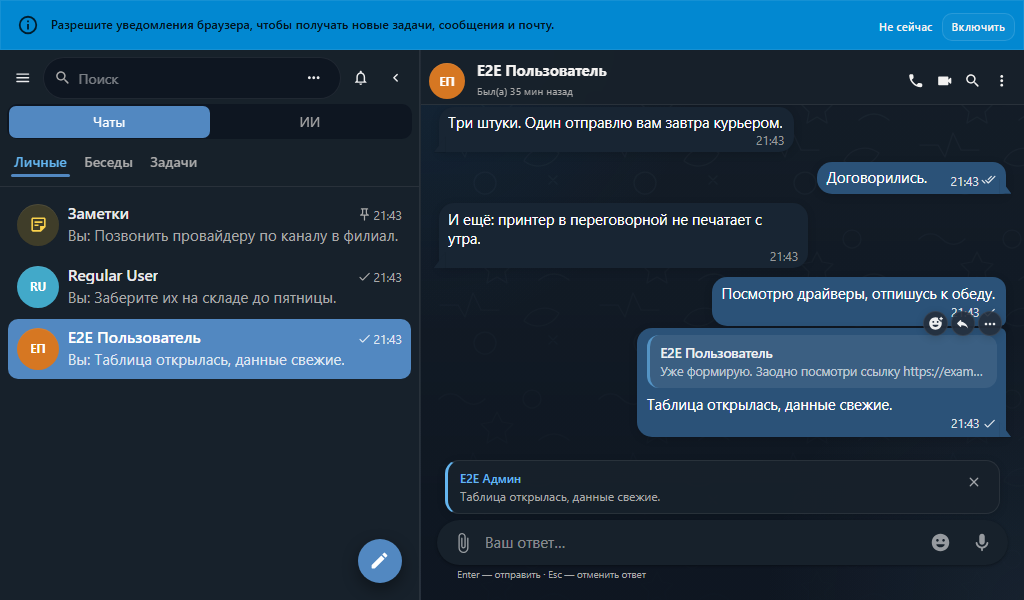 Разрешите уведомления браузера, чтобы получать новые задачи, сообщения и почту.
Не сейчас
Включить
Поиск
Чаты
ИИ
Личные
Беседы
Задачи
Заметки
21:43
Вы: Позвонить провайдеру по каналу в филиал.
RU
Regular User
21:43
Вы: Заберите их на складе до пятницы.
ЕП
E2E Пользователь
21:43
Вы: Таблица открылась, данные свежие.
ЕП
E2E Пользователь
Был(а) 35 мин назад
Три штуки. Один отправлю вам завтра курьером.
21:43
Договорились.
21:43
И ещё: принтер в переговорной не печатает с
утра.
21:43
Посмотрю драйверы, отпишусь к обеду.
21:43
E2E Пользователь
Уже формирую. Заодно посмотри ссылку https://exam...
Таблица открылась, данные свежие.
21:43
E2E Админ
Таблица открылась, данные свежие.
Ваш ответ...
Enter — отправить · Esc — отменить ответ